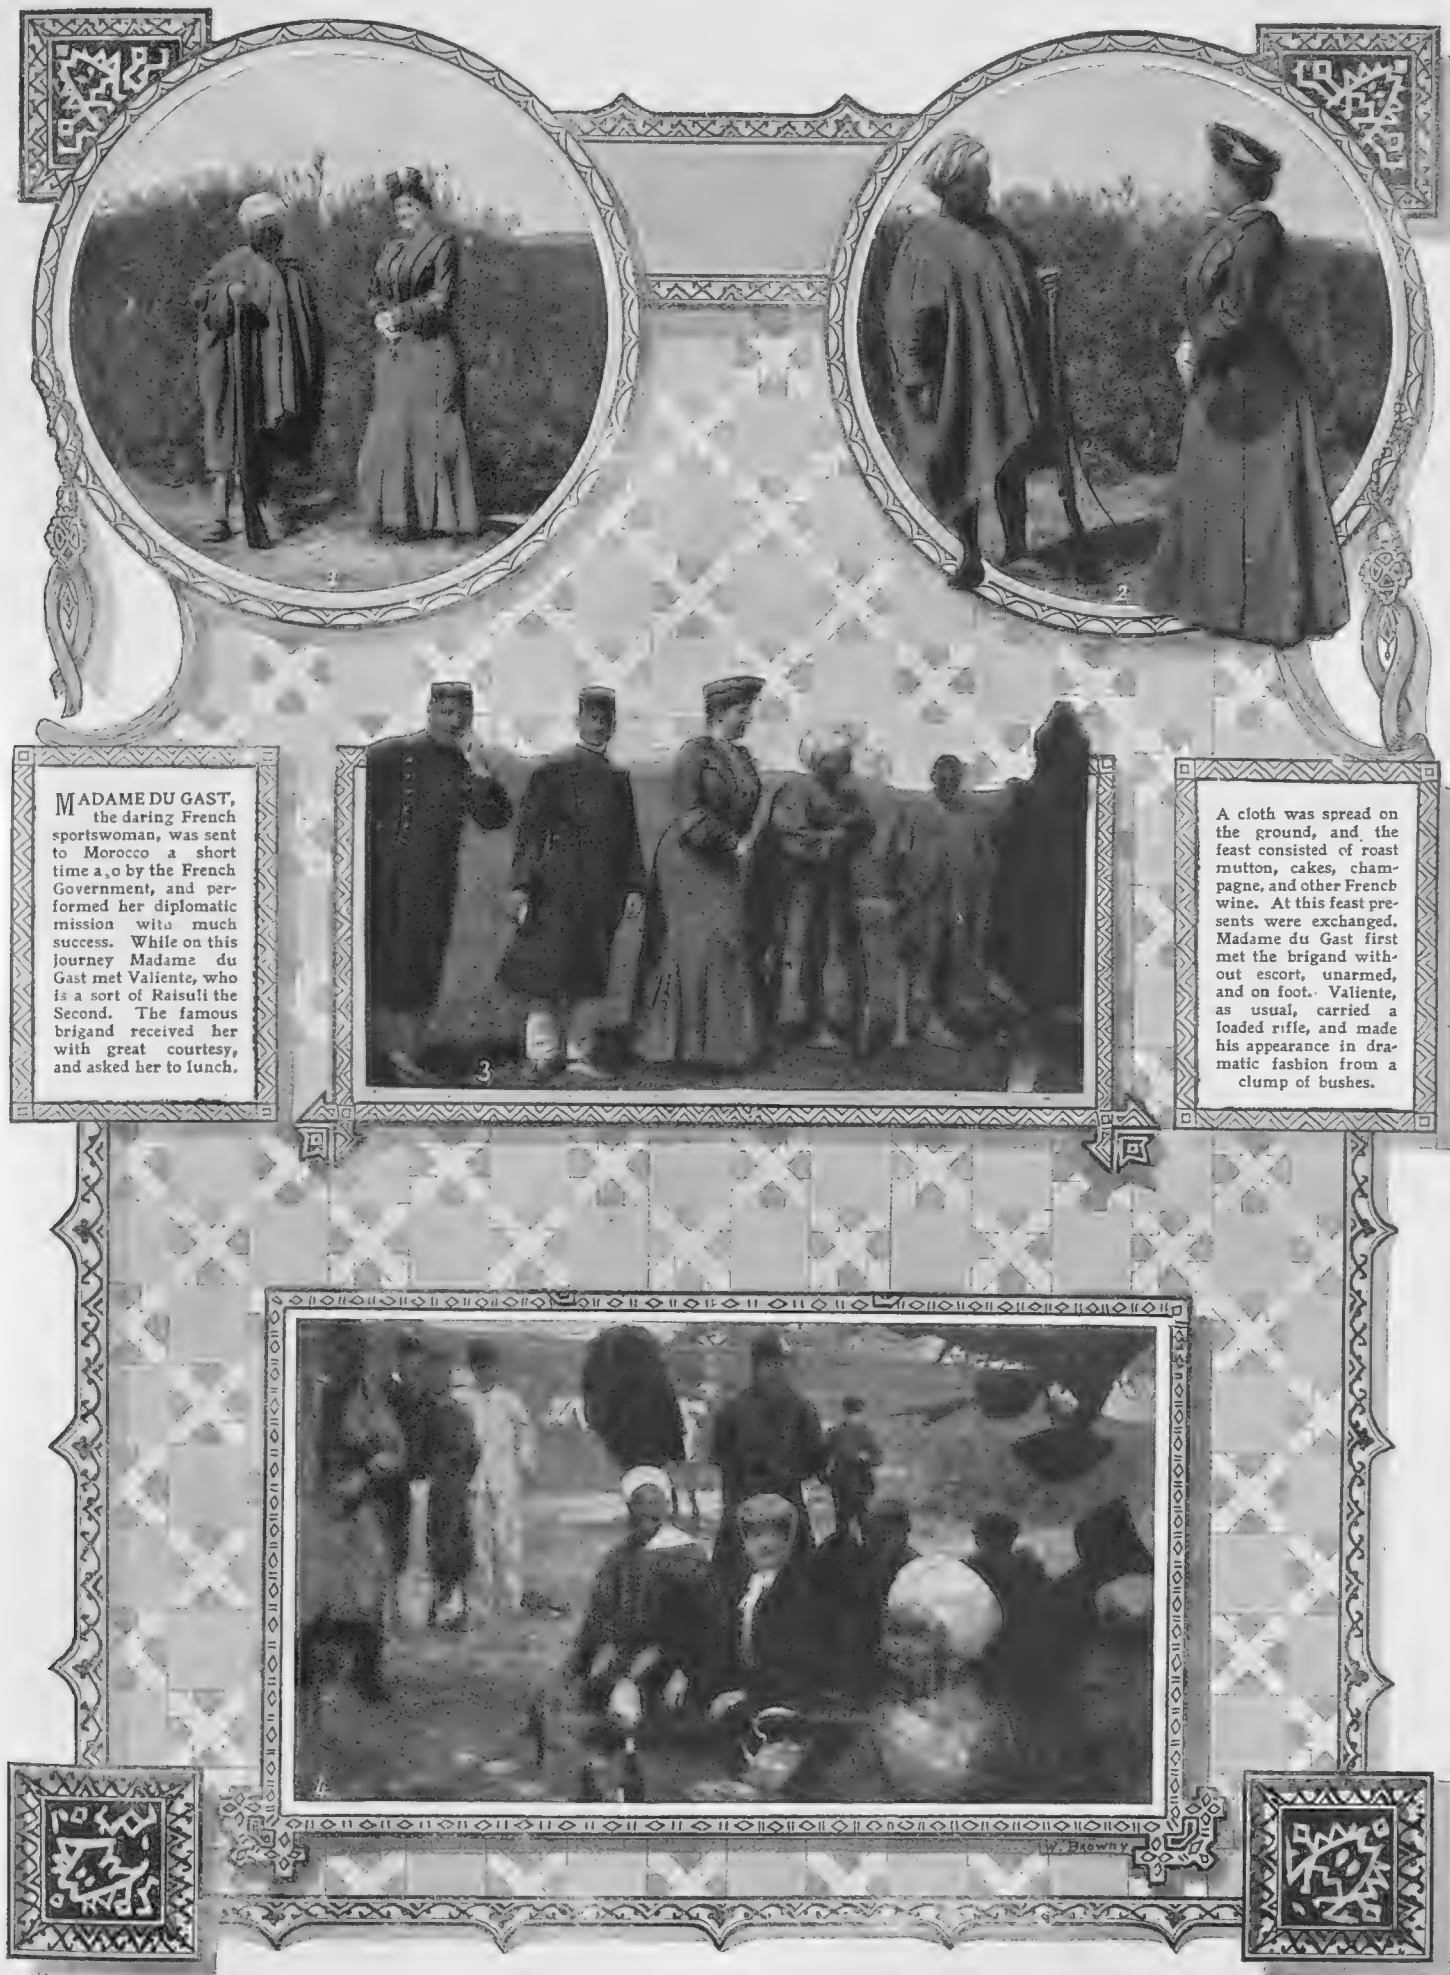 1
2
3
MADAME DU GAST,
the daring French
sportswoman, was sent
to Morocco a short
time a,o by the French
Government, and per-
formed her diplomatic
mission with much
success. While on this
journey Madame du
Gast met Valiente, who
is a sort of Raisuli the
Second. The famous
brigand received her
with great courtesy,
and asked her to lunch.
A cloth was spread on
the ground, and the
feast consisted of roast
mutton, cakes, cham-
pagne, and other French
wine. At this feast pre-
sents were exchanged.
Madame du Gast first
met the brigand with-
out escort, unarmed,
and on foot. Valiente,
as usual, carried a
loaded rifle, and made
his appearance in dra-
matic fashion from a
clump of bushes.
4
W. BROWNY